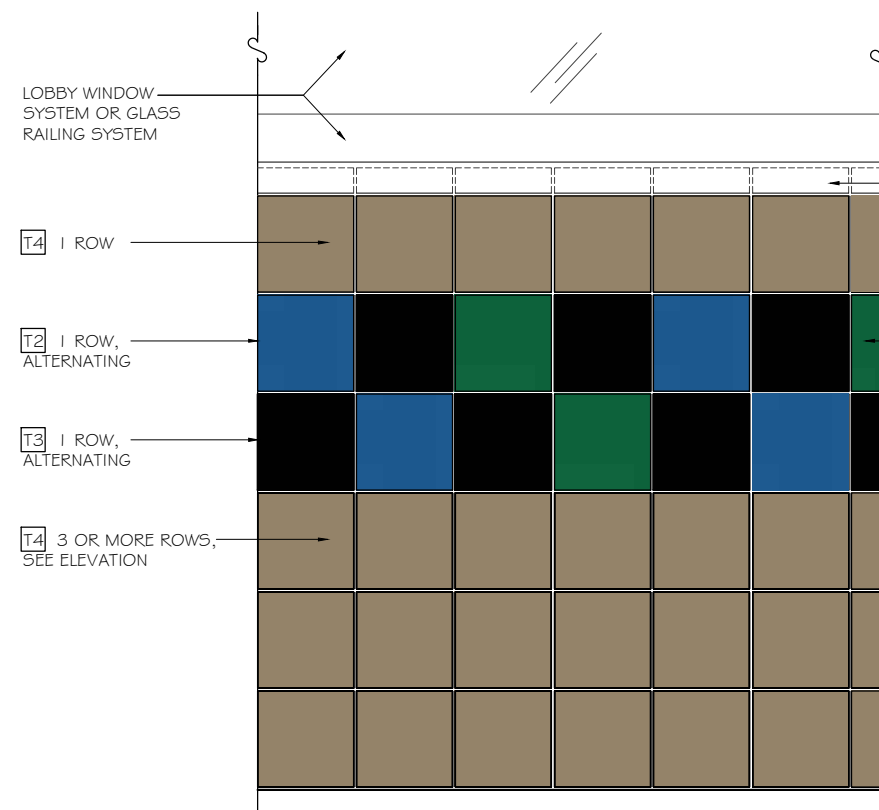 LOBBY WINDOW
SYSTEM OR GLASS
RAILING SYSTEM
T4 1 ROW
T2 1 ROW,
ALTERNATING
T3 1 ROW,
ALTERNATING
T4 3 OR MORE ROWS,
SEE ELEVATION